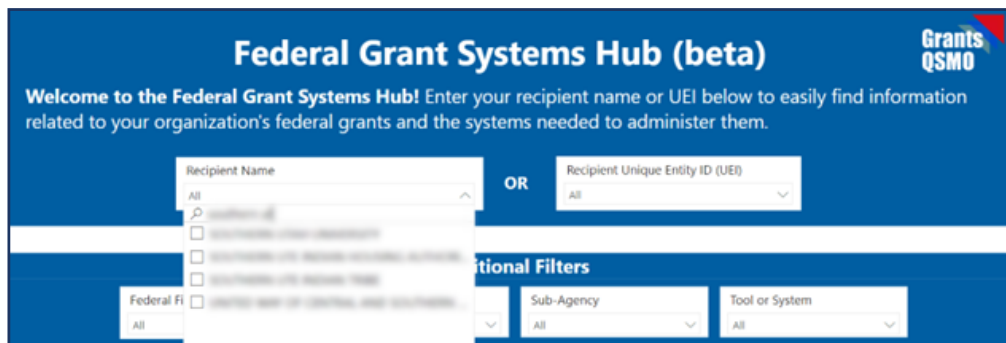 Federal Grant Systems Hub (beta)
Grants
QSMO
Welcome to the Federal Grant Systems Hub! Enter your recipient name or UEI below to easily find information
related to your organization's federal grants and the systems needed to administer them.
Recipient Name
All
OR
Recipient Unique Entity ID (UEI)
All
itional Filters
Federal Fi
All
Sub-Agency
All
Tool or System
All